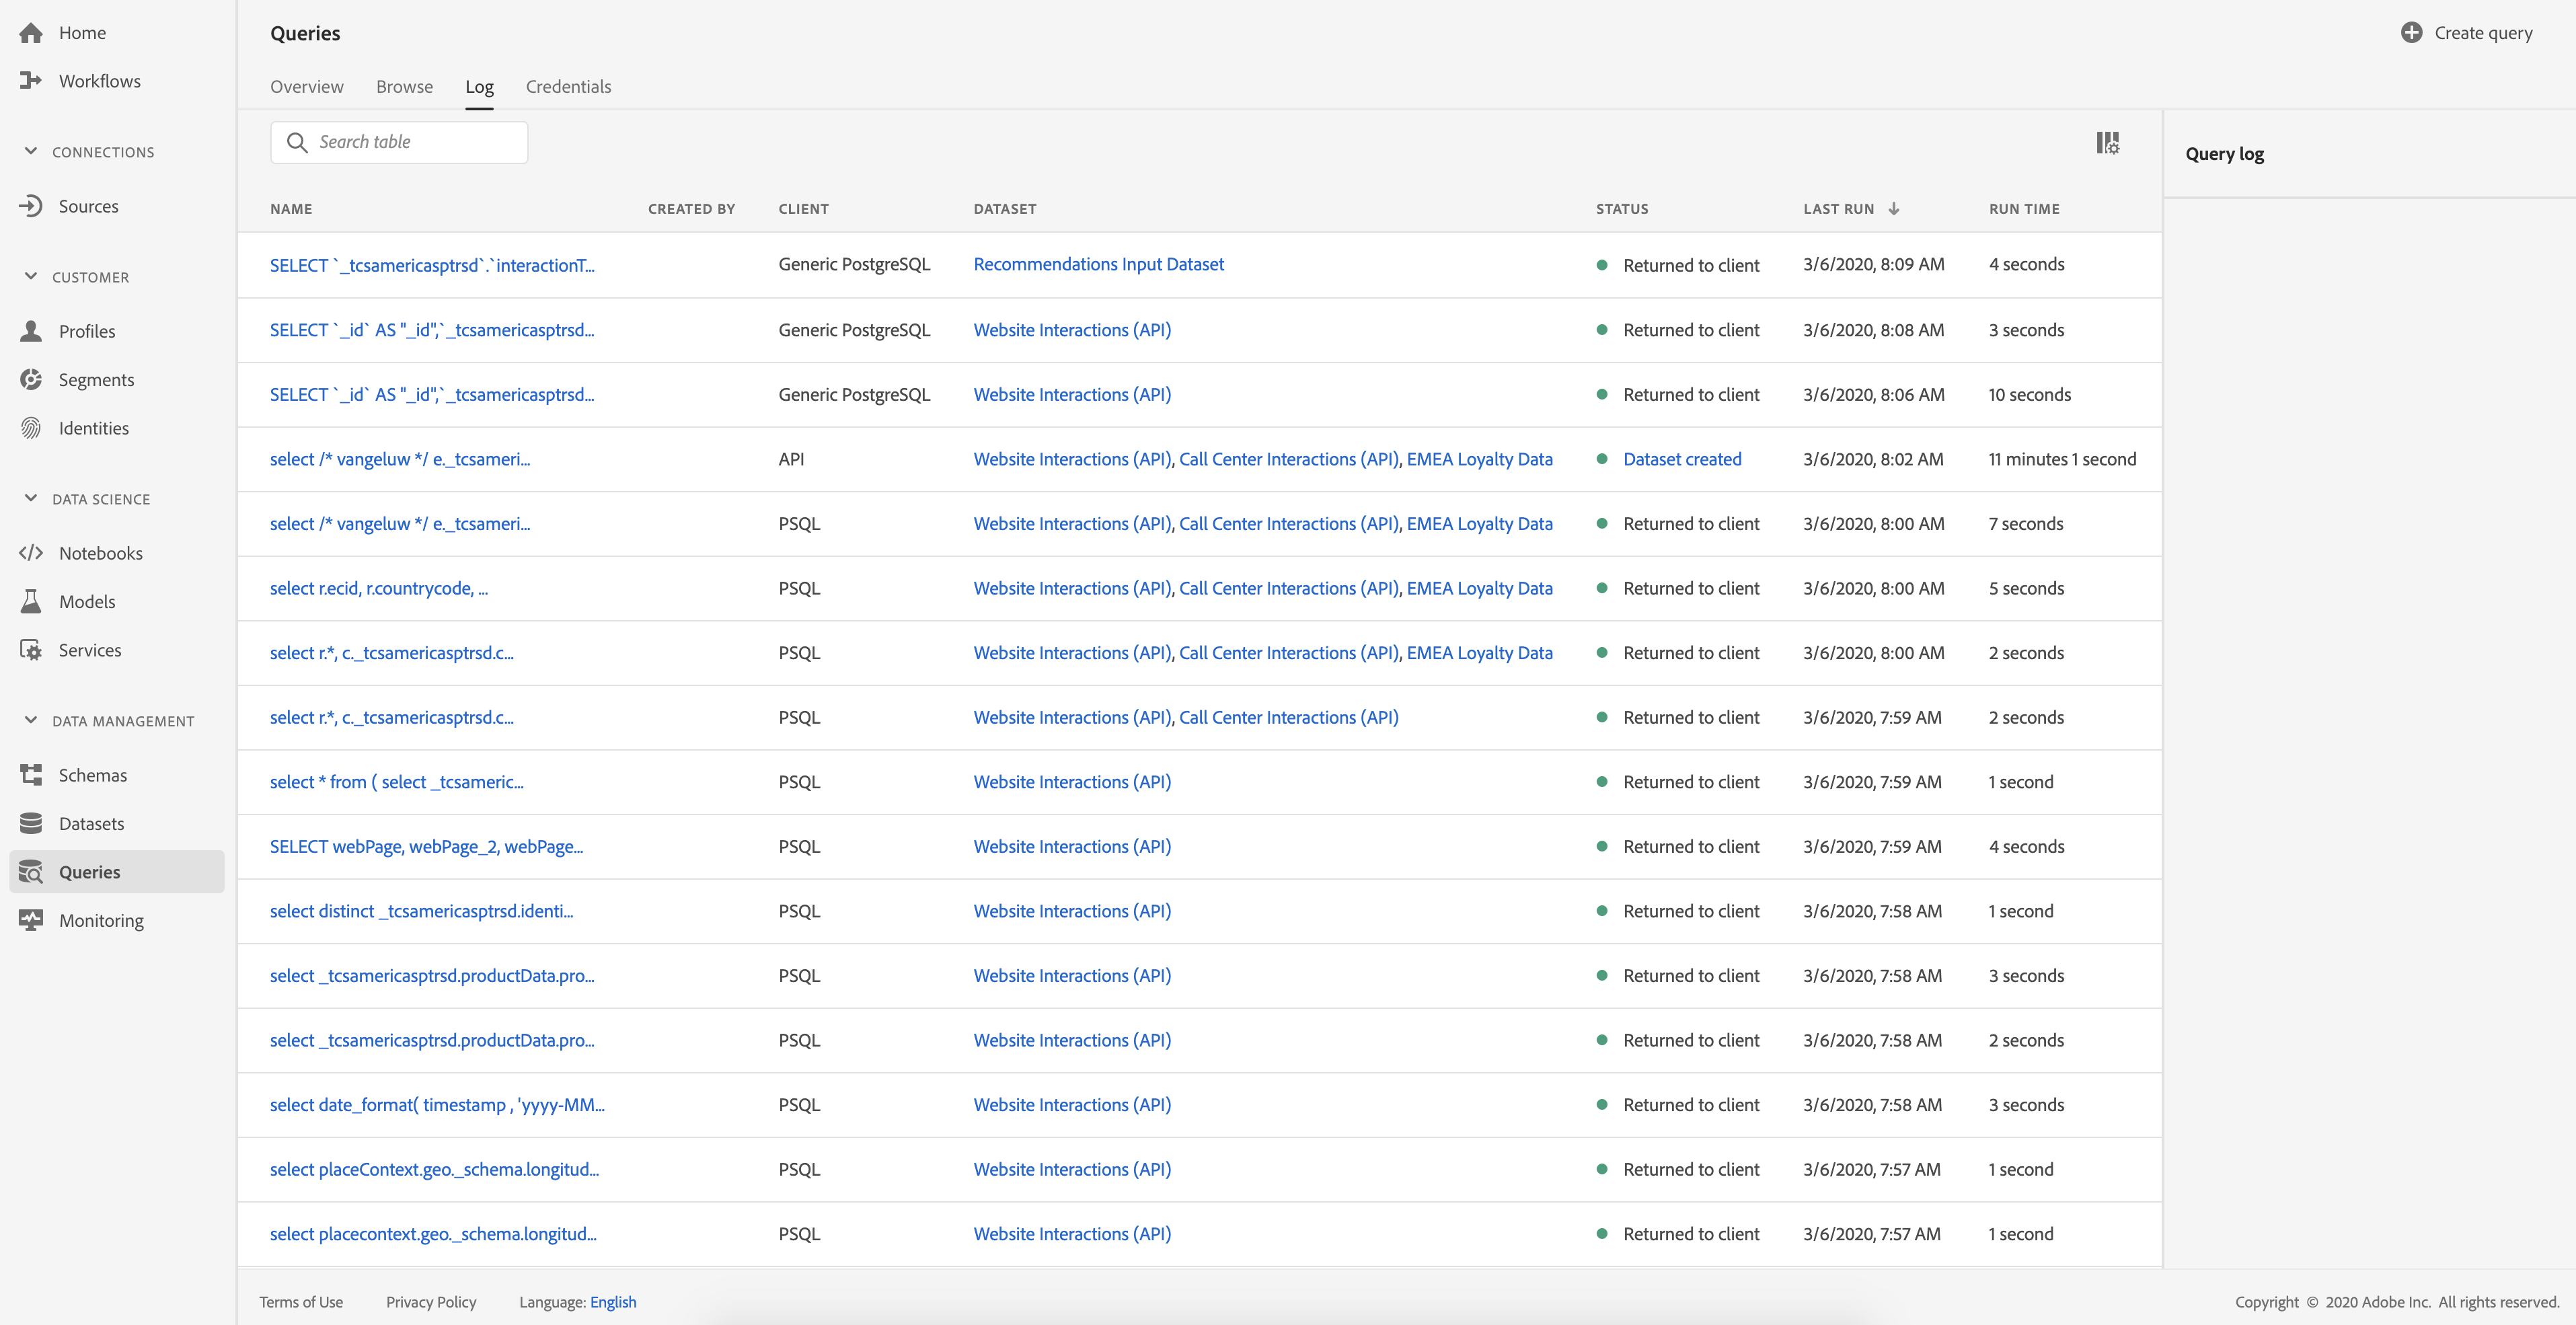 Home
Workflows
CONNECTIONS
Sources
CUSTOMER
Profiles
Segments
Identities
DATA SCIENCE
Notebooks
Models
Services
DATA MANAGEMENT
Schemas
Datasets
Queries
Monitoring
Queries
Create query
Overview Browse Log Credentials
Search table
Query log
NAME CREATED BY CLIENT DATASET STATUS LAST RUN RUN TIME
SELECT `_tcsamericasptrsd`.`interactionT... Generic PostgreSQL Recommendations Input Dataset Returned to client 3/6/2020, 8:09 AM 4 seconds
SELECT `_id` AS "_id",`_tcsamericasptrsd... Generic PostgreSQL Website Interactions (API) Returned to client 3/6/2020, 8:08 AM 3 seconds
SELECT `_id` AS "_id",`_tcsamericasptrsd... Generic PostgreSQL Website Interactions (API) Returned to client 3/6/2020, 8:06 AM 10 seconds
select /* vangeluw */ e._tcsameri... API Website Interactions (API), Call Center Interactions (API), EMEA Loyalty Data Dataset created 3/6/2020, 8:02 AM 11 minutes 1 second
select /* vangeluw */ e._tcsameri... PSQL Website Interactions (API), Call Center Interactions (API), EMEA Loyalty Data Returned to client 3/6/2020, 8:00 AM 7 seconds
select r.ecid, r.countrycode, ... PSQL Website Interactions (API), Call Center Interactions (API), EMEA Loyalty Data Returned to client 3/6/2020, 8:00 AM 5 seconds
select r.*, c._tcsamericasptrsd.c... PSQL Website Interactions (API), Call Center Interactions (API), EMEA Loyalty Data Returned to client 3/6/2020, 8:00 AM 2 seconds
select r.*, c._tcsamericasptrsd.c... PSQL Website Interactions (API), Call Center Interactions (API) Returned to client 3/6/2020, 7:59 AM 2 seconds
select * from ( select _tcsameric... PSQL Website Interactions (API) Returned to client 3/6/2020, 7:59 AM 1 second
SELECT webPage, webPage_2, webPage... PSQL Website Interactions (API) Returned to client 3/6/2020, 7:59 AM 4 seconds
select distinct _tcsamericasptrsd.identi... PSQL Website Interactions (API) Returned to client 3/6/2020, 7:58 AM 1 second
select _tcsamericasptrsd.productData.pro... PSQL Website Interactions (API) Returned to client 3/6/2020, 7:58 AM 3 seconds
select _tcsamericasptrsd.productData.pro... PSQL Website Interactions (API) Returned to client 3/6/2020, 7:58 AM 2 seconds
select date_format( timestamp , 'yyyy-MM... PSQL Website Interactions (API) Returned to client 3/6/2020, 7:58 AM 3 seconds
select placeContext.geo._schema.longitud... PSQL Website Interactions (API) Returned to client 3/6/2020, 7:57 AM 1 second
select placecontext.geo._schema.longitud... PSQL Website Interactions (API) Returned to client 3/6/2020, 7:57 AM 1 second
Terms of Use Privacy Policy Language: English Copyright © 2020 Adobe Inc. All rights reserved.